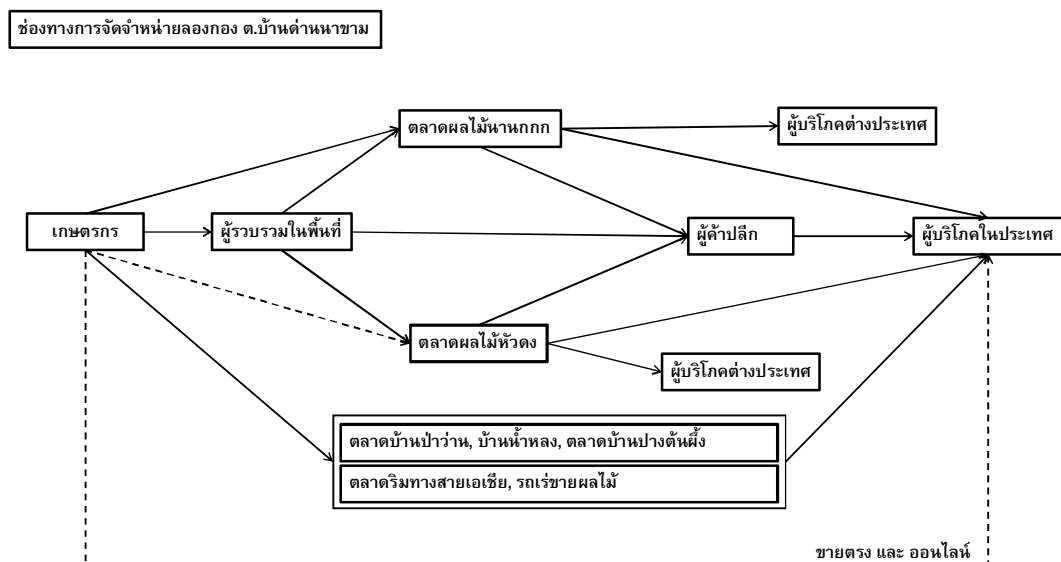 ช่องทางการจัดจำหน่ายลองกอง ต.บ้านด่านนาขาม
ตลาดผลไม้นานกกก
ผู้บริโภคต่างประเทศ
เกษตรกร
ผู้รวบรวมในพื้นที่
ผู้ค้าปลีก
ผู้บริโภคในประเทศ
ตลาดผลไม้หัวดง
ผู้บริโภคต่างประเทศ
ตลาดบ้านป่าว่าน, บ้านน้ำหลง, ตลาดบ้านปางต้นผึ้ง
ตลาดริมทางสายเอเชีย, รถเร่ขายผลไม้
ขายตรง และ ออนไลน์